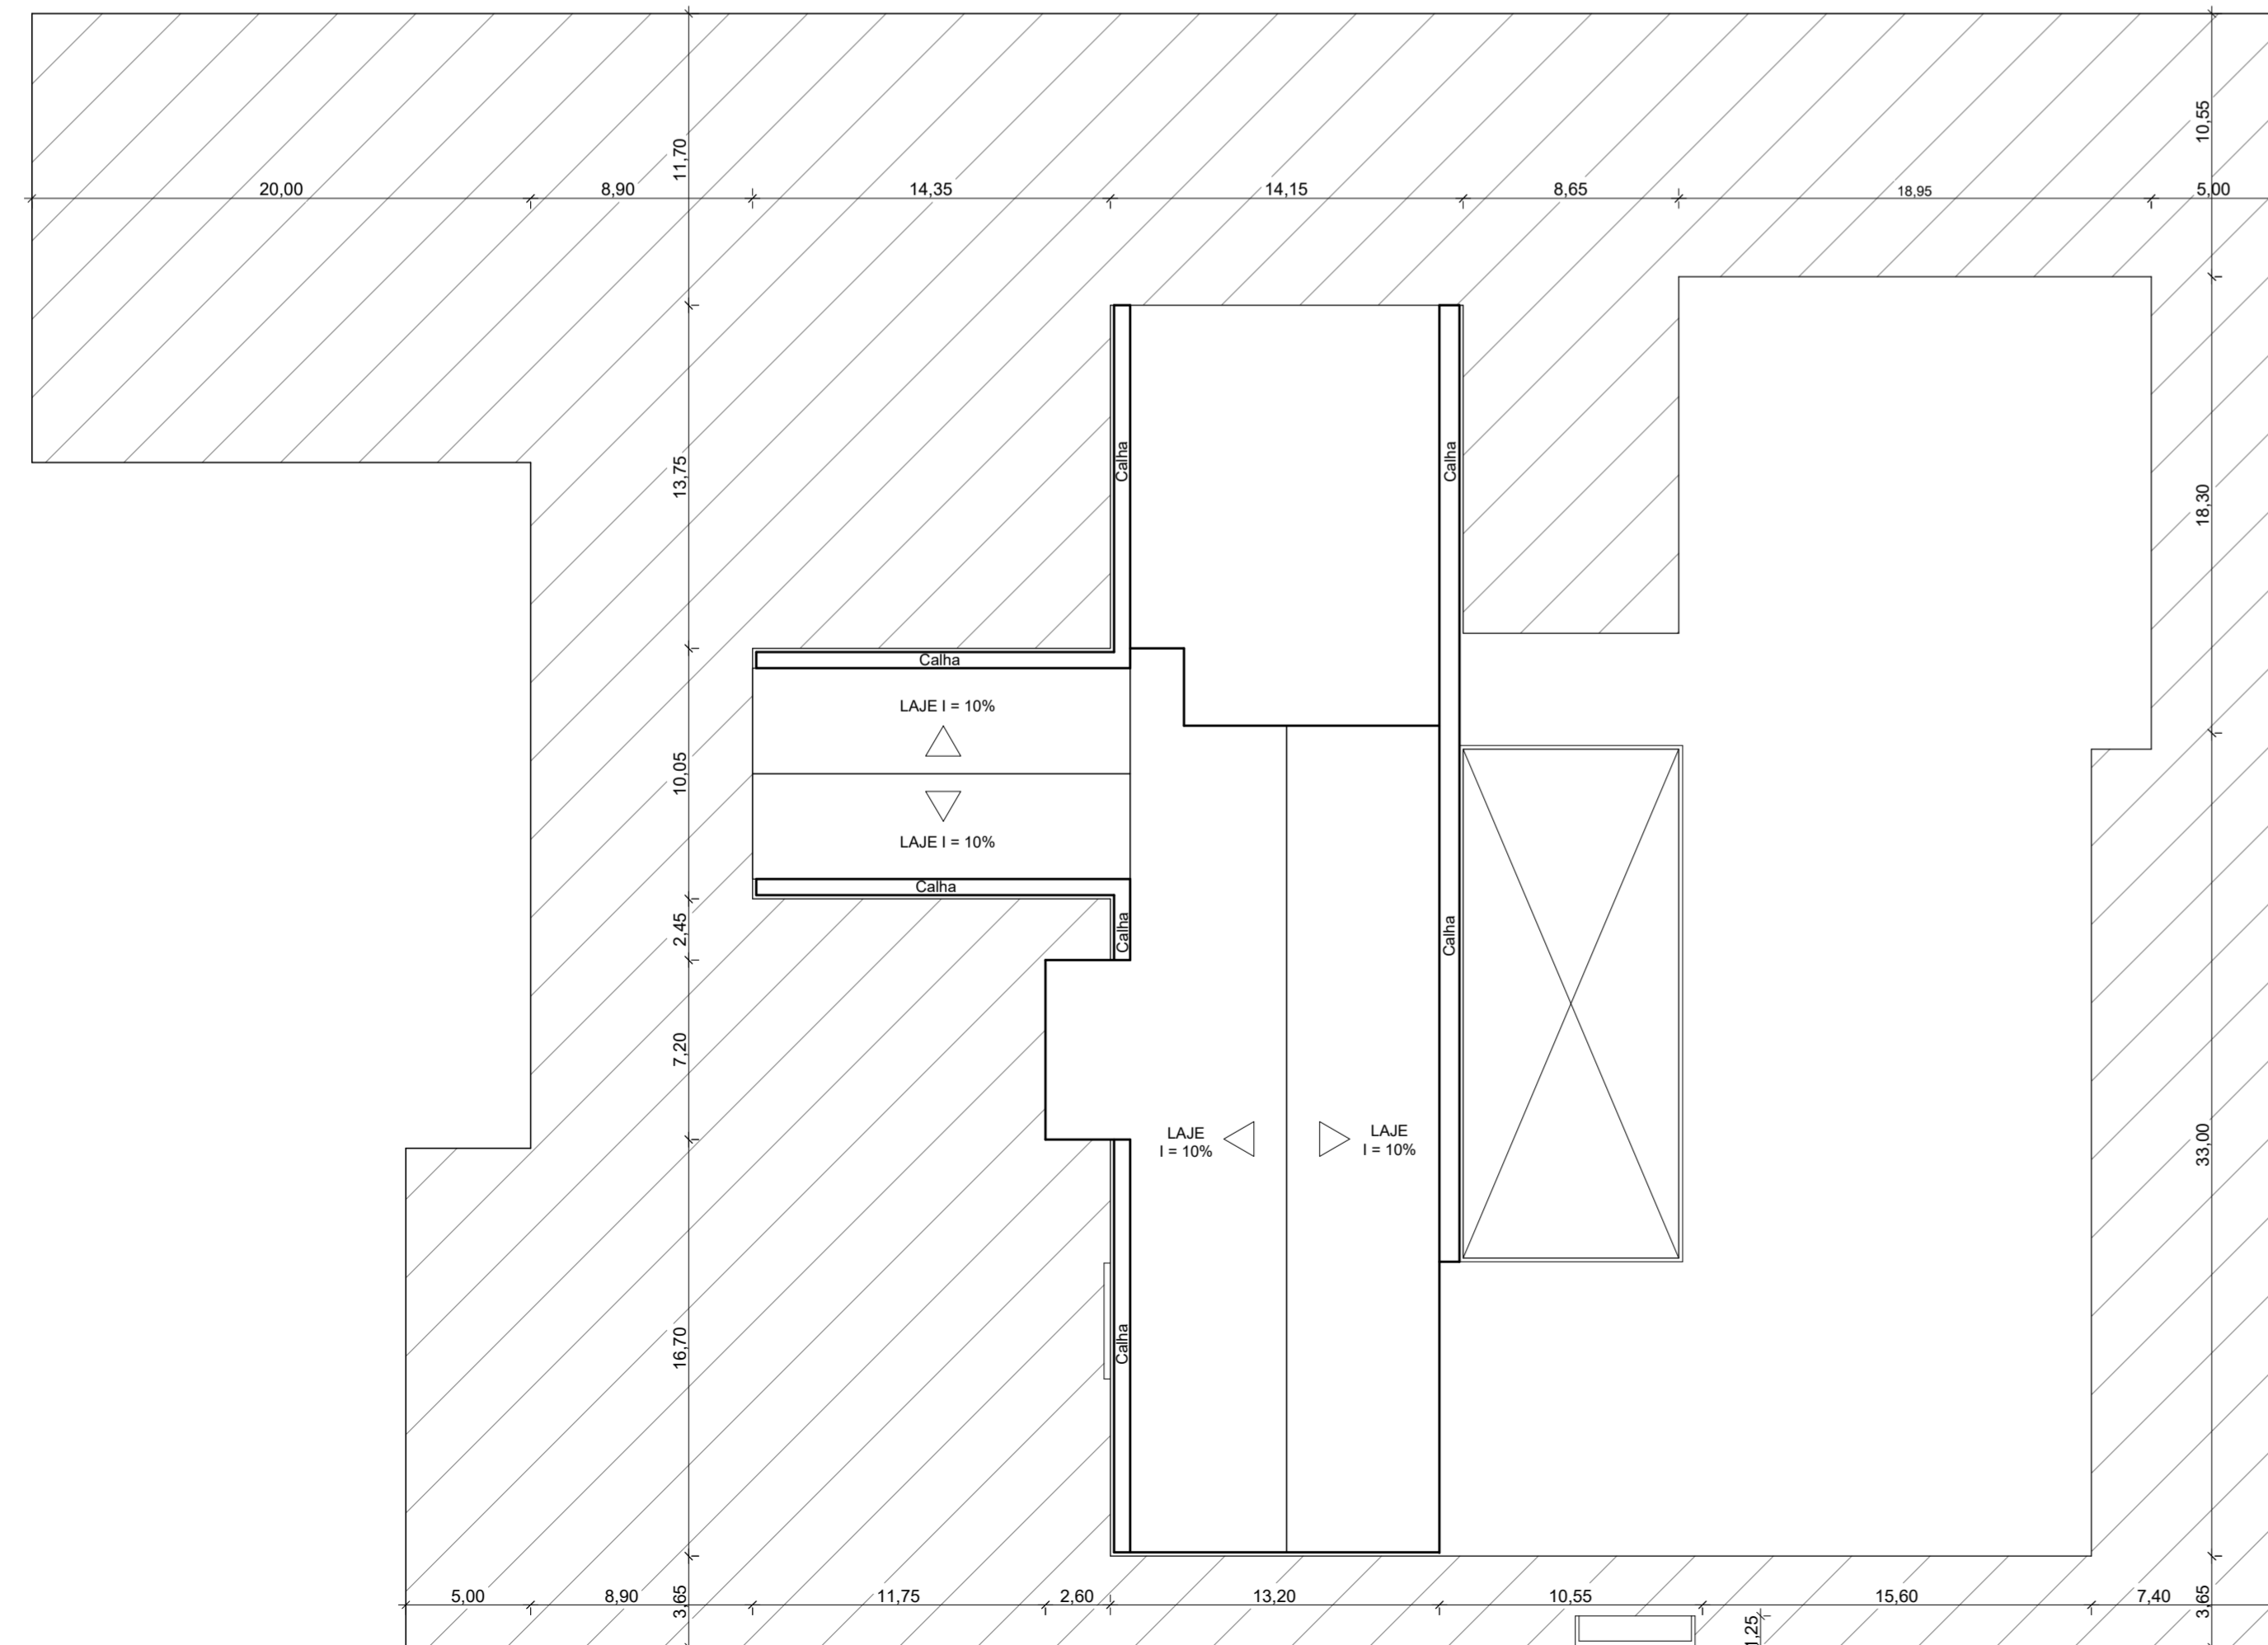 10,55
11,70
20,00
8,90
14,35
14,15
8,65
18,95
5,00
Calha
Calha
13,75
18,30
Calha
LAJE I = 10%
10,05
LAJE I = 10%
Calha
Calha
Calha
2,45
7,20
LAJE
I = 10%
LAJE
I = 10%
33,00
16,70
Calha
5,00
8,90
3,65
11,75
2,60
13,20
10,55
15,60
7,40
3,65
1,25